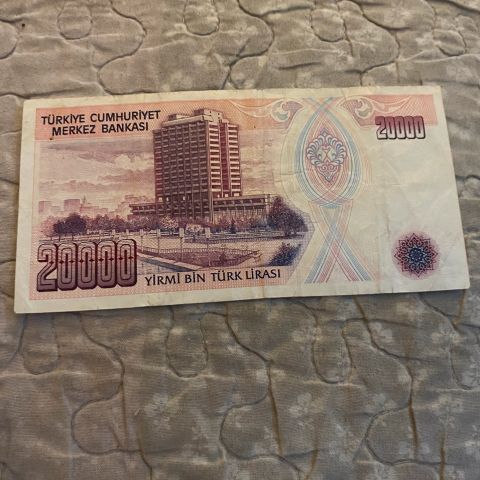 TÜRKİYE CUMHURİYET
MERKEZ BANKASI
20000
20000
YİRMİ BİN TÜRK LİRASI